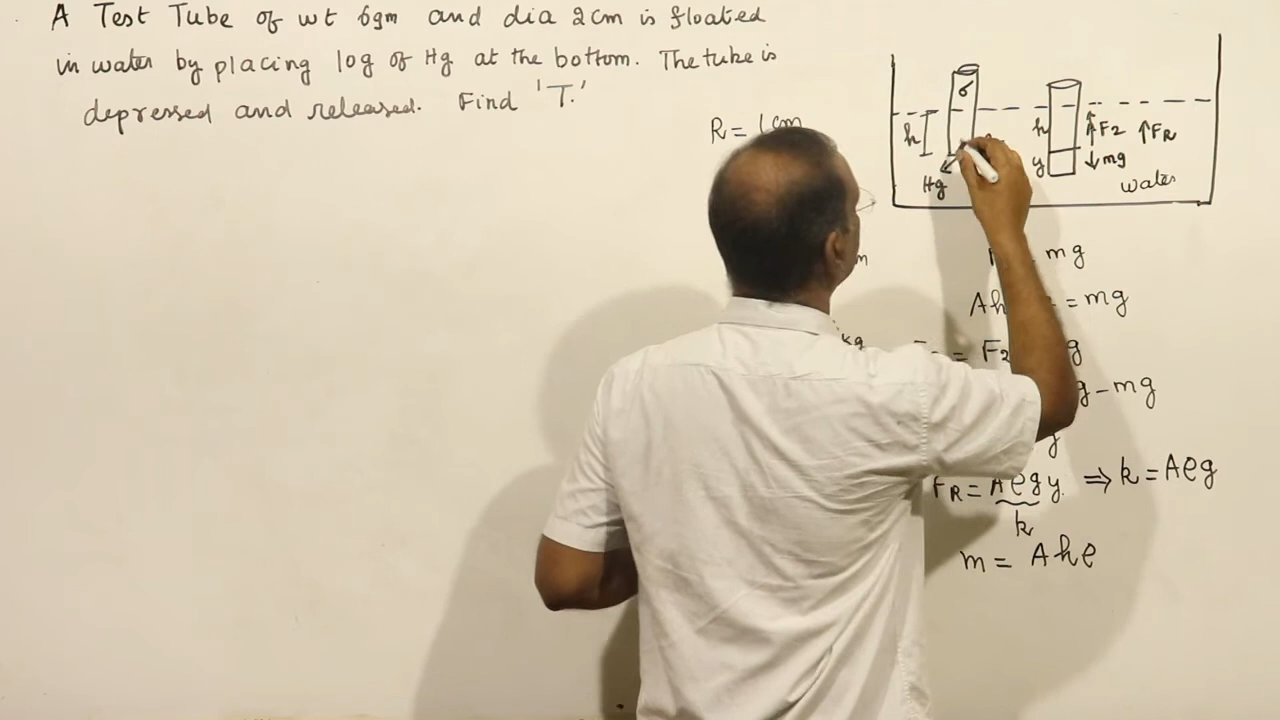 A Test Tube of wt 6gm and dia 2cm is floated
in water by placing 10g of Hg at the bottom. The tube is
depressed and released. Find 'T.'
R = 1cm
σ
h
Hg
h
y
↑F2 ↑FR
↓mg
water
mg
Ah = mg
= F2
g - mg
FR = Aρgy ⇒ k = Aρg
k
m = Ahρ